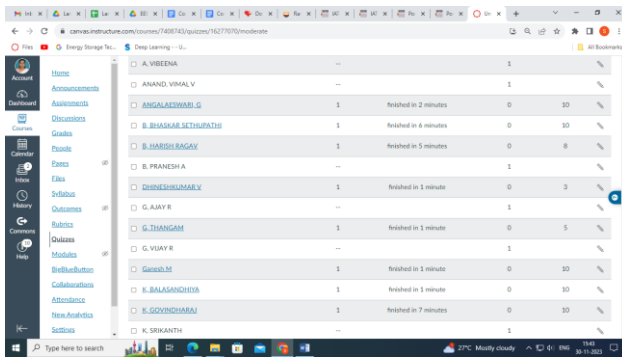 canvas.instructure.com/courses/7408743/quizzes/16277070/moderate
Files
G Energy Storage Tec...
S Deep Learning - - U...
All Bookmarks
Account
Dashboard
Courses
Calendar
Inbox
History
Commons
Help
Home
Announcements
Assignments
Discussions
Grades
People
Pages
Files
Syllabus
Outcomes
Rubrics
Quizzes
Modules
BigBlueButton
Collaborations
Attendance
New Analytics
Settings
A, VIBEENA -- 1
ANAND, VIMAL V -- 1
ANGALAESWARI, G 1 finished in 2 minutes 0 10
B, BHASKAR SETHUPATHI 1 finished in 6 minutes 0 10
B, HARISH RAGAV 1 finished in 5 minutes 0 8
B, PRANESH A -- 1
DHINESHKUMAR V 1 finished in 1 minute 0 3
G, AJAY R -- 1
G, THANGAM 1 finished in 1 minute 0 5
G, VIJAY R -- 1
Ganesh M 1 finished in 1 minute 0 10
K, BALASANDHIYA 1 finished in 1 minute 0 10
K, GOVINDHARAJ 1 finished in 7 minutes 0 10
K, SRIKANTH -- 1
Type here to search
27°C Mostly cloudy
ENG
15:43
30-11-2023